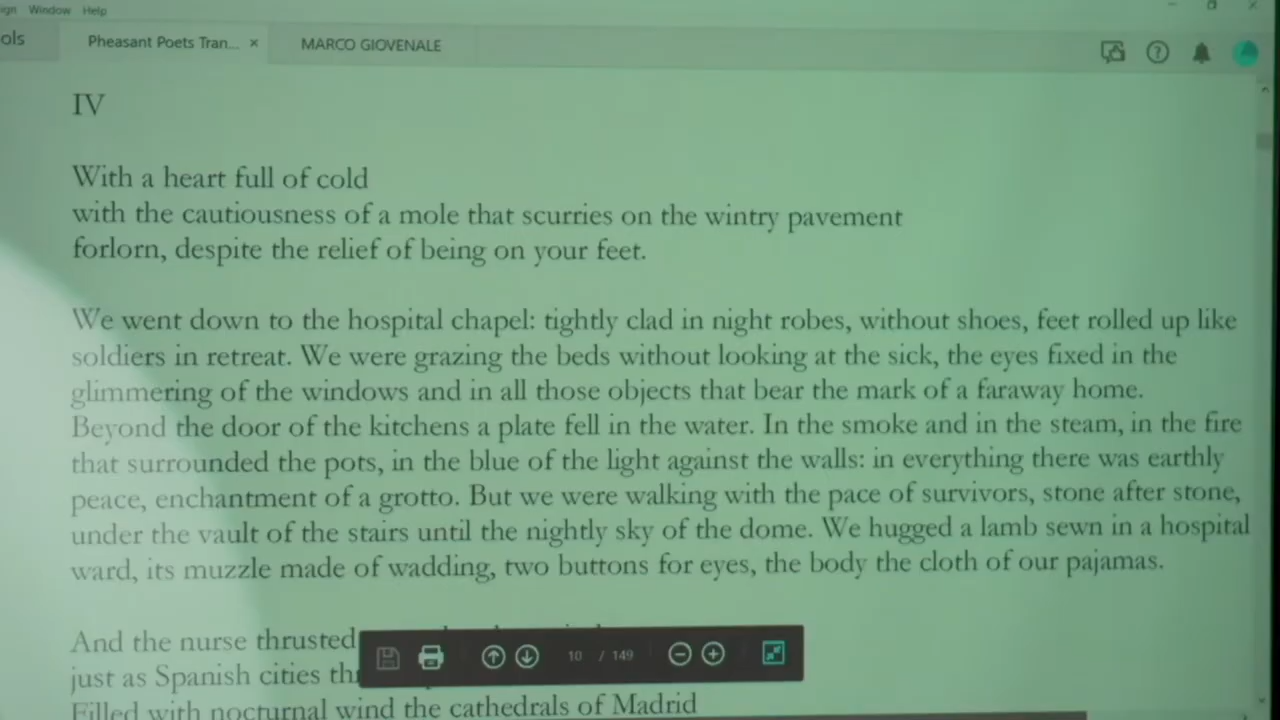 ign Window Help
ols
Pheasant Poets Tran... ×
MARCO GIOVENALE
IV
With a heart full of cold
with the cautiousness of a mole that scurries on the wintry pavement
forlorn, despite the relief of being on your feet.
We went down to the hospital chapel: tightly clad in night robes, without shoes, feet rolled up like
soldiers in retreat. We were grazing the beds without looking at the sick, the eyes fixed in the
glimmering of the windows and in all those objects that bear the mark of a faraway home.
Beyond the door of the kitchens a plate fell in the water. In the smoke and in the steam, in the fire
that surrounded the pots, in the blue of the light against the walls: in everything there was earthly
peace, enchantment of a grotto. But we were walking with the pace of survivors, stone after stone,
under the vault of the stairs until the nightly sky of the dome. We hugged a lamb sewn in a hospital
ward, its muzzle made of wadding, two buttons for eyes, the body the cloth of our pajamas.
And the nurse thrusted
just as Spanish cities
Filled with nocturnal wind the cathedrals of Madrid
10 / 149